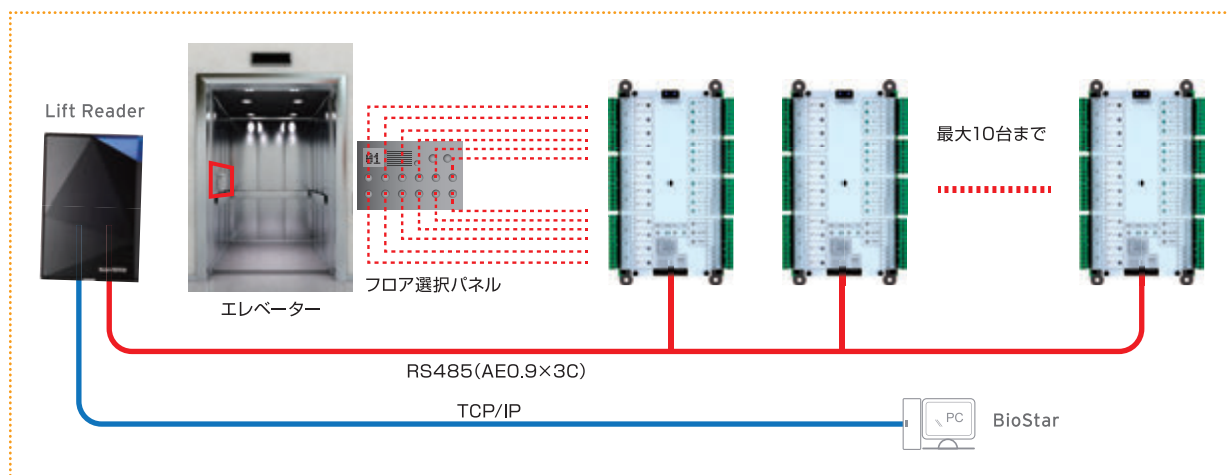 Lift Reader
エレベーター
フロア選択パネル
最大10台まで
RS485(AE0.9×3C)
TCP/IP
PC
BioStar